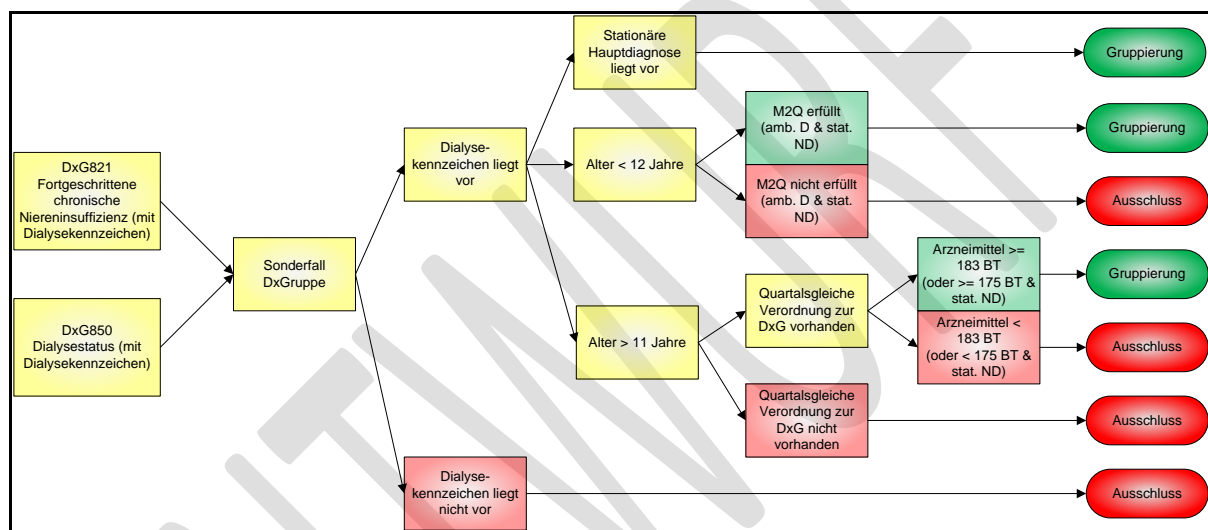 DxG821
Fortgeschrittene
chronische
Niereninsuffizienz (mit
Dialysekennzeichen)
DxG850
Dialysestatus (mit
Dialysekennzeichen)
Sonderfall
DxGruppe
Dialyse-
kennzeichen liegt
vor
Dialyse-
kennzeichen liegt
nicht vor
Stationäre
Hauptdiagnose
liegt vor
Alter < 12 Jahre
Alter > 11 Jahre
M2Q erfüllt
(amb. D & stat.
ND)
M2Q nicht erfüllt
(amb. D & stat.
ND)
Quartalsgleiche
Verordnung zur
DxG vorhanden
Quartalsgleiche
Verordnung zur
DxG nicht
vorhanden
Arzneimittel >=
183 BT
(oder >= 175 BT &
stat. ND)
Arzneimittel <
183 BT
(oder < 175 BT &
stat. ND)
Gruppierung
Gruppierung
Ausschluss
Gruppierung
Ausschluss
Ausschluss
Ausschluss